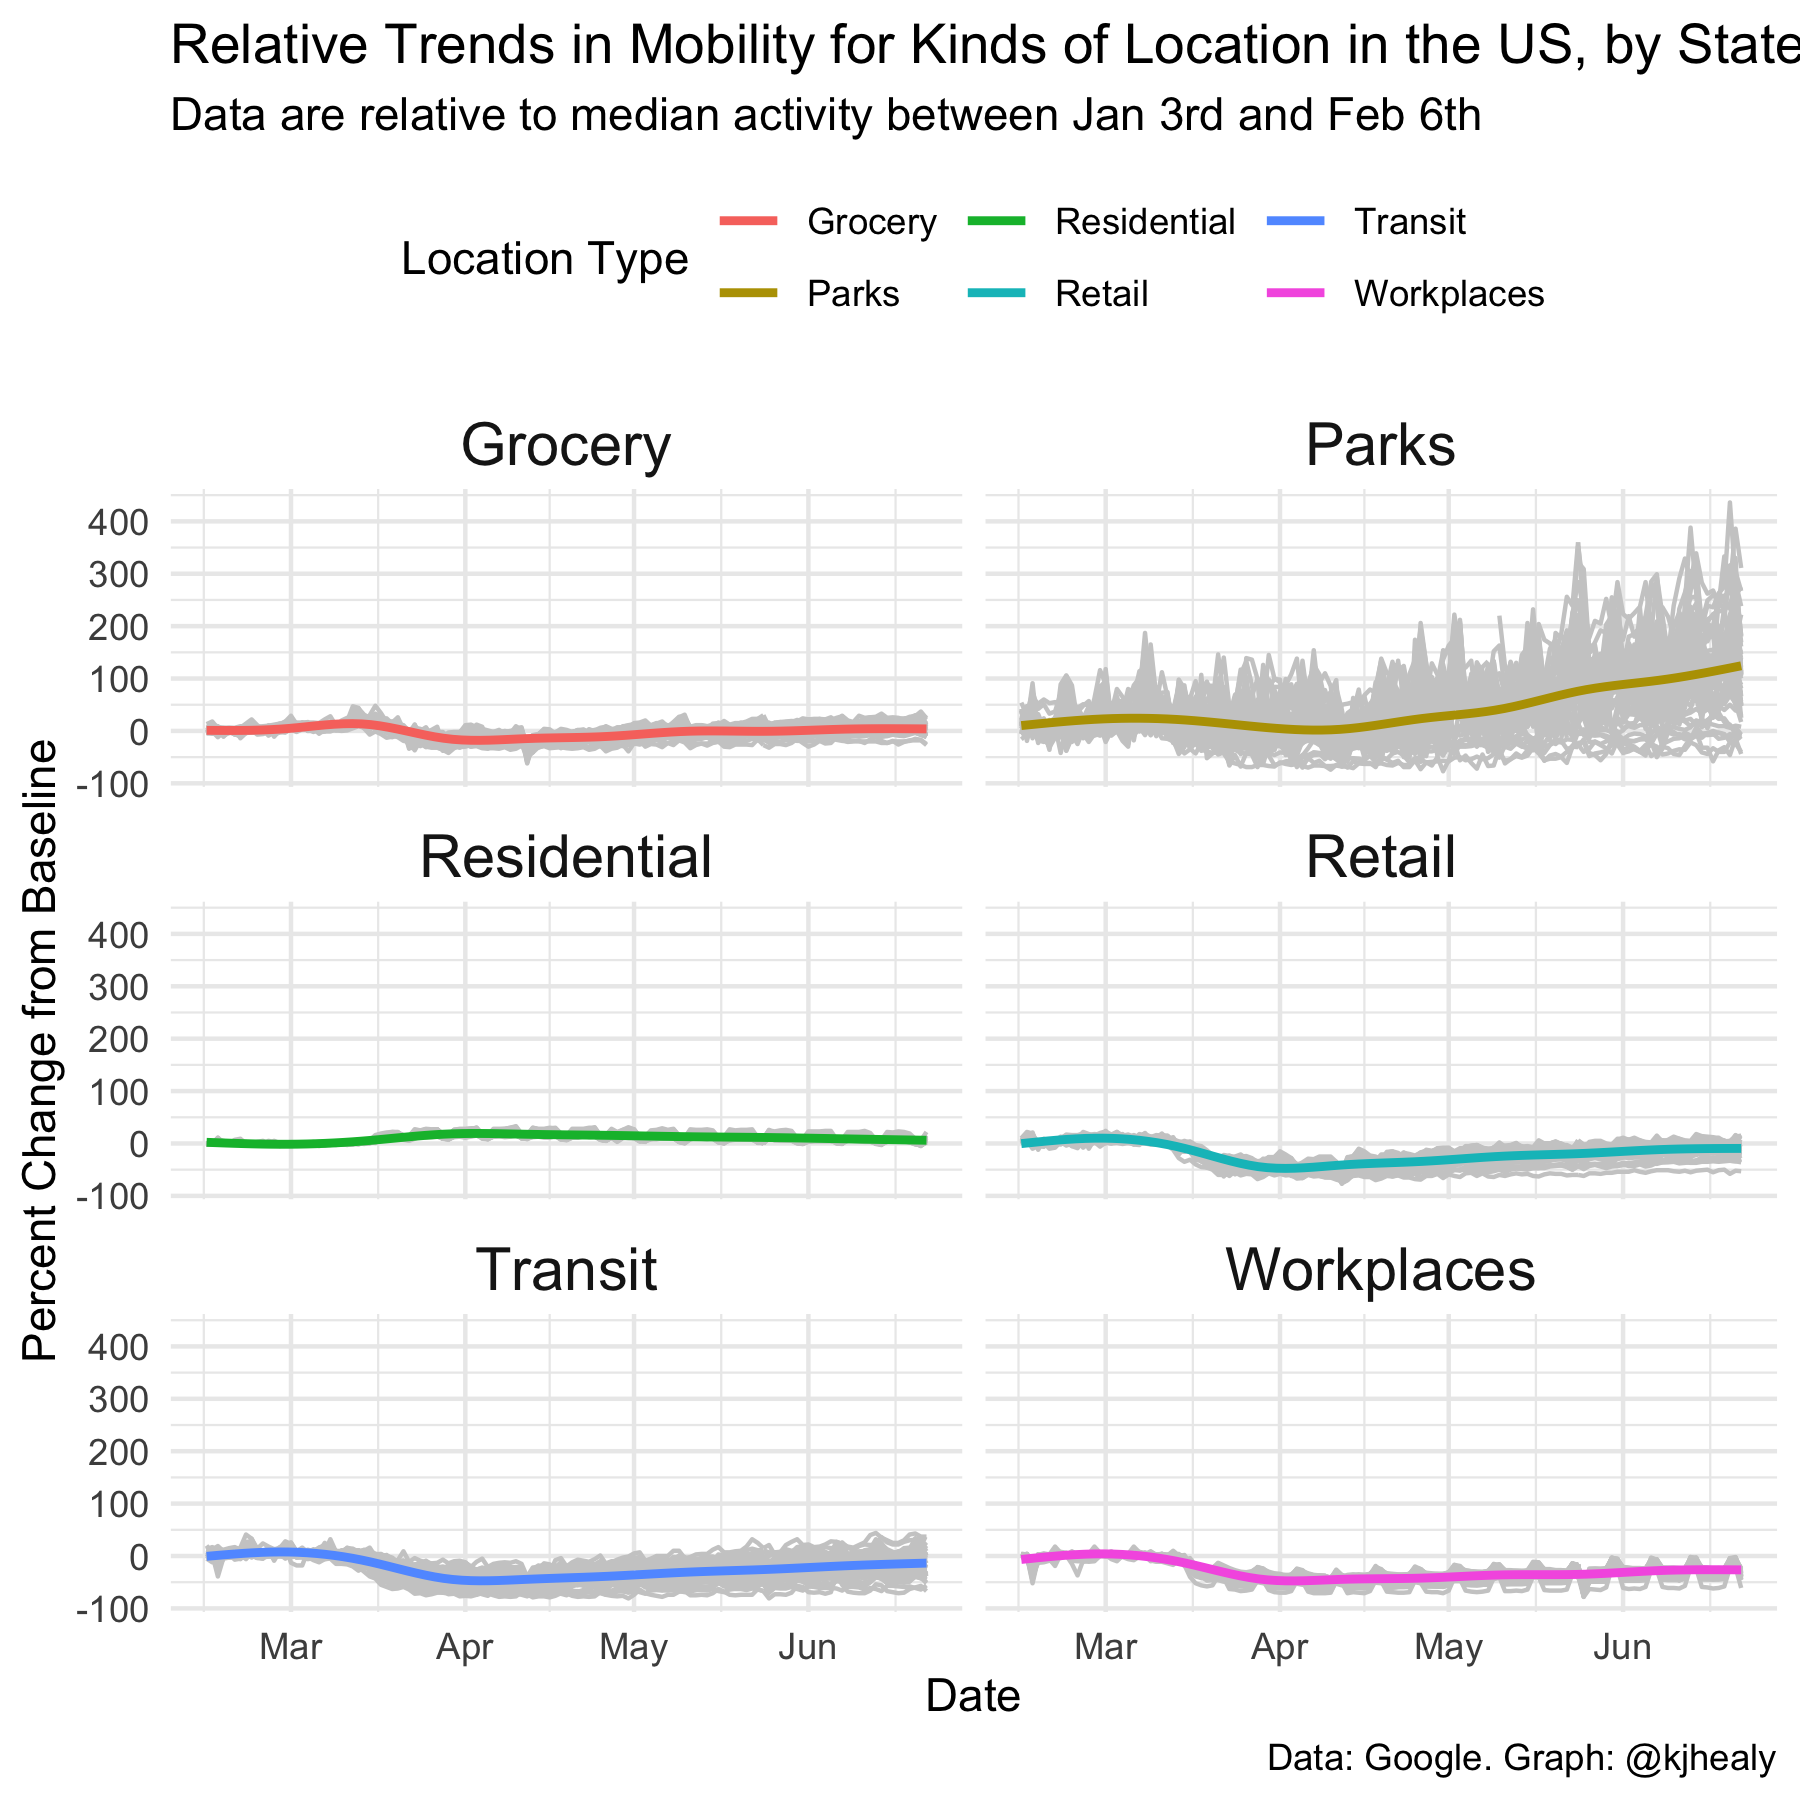 Relative Trends in Mobility for Kinds of Location in the US, by State
Data are relative to median activity between Jan 3rd and Feb 6th
Location Type
Grocery
Residential
Transit
Parks
Retail
Workplaces
Grocery
Parks
400
300
200
100
0
-100
Residential
Retail
400
300
200
100
0
-100
Transit
Workplaces
400
300
200
100
0
-100
Percent Change from Baseline
Mar Apr May Jun
Mar Apr May Jun
Date
Data: Google. Graph: @kjhealy